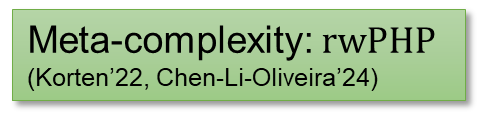 Meta-complexity: rwPHP
(Korten’22, Chen-Li-Oliveira’24)